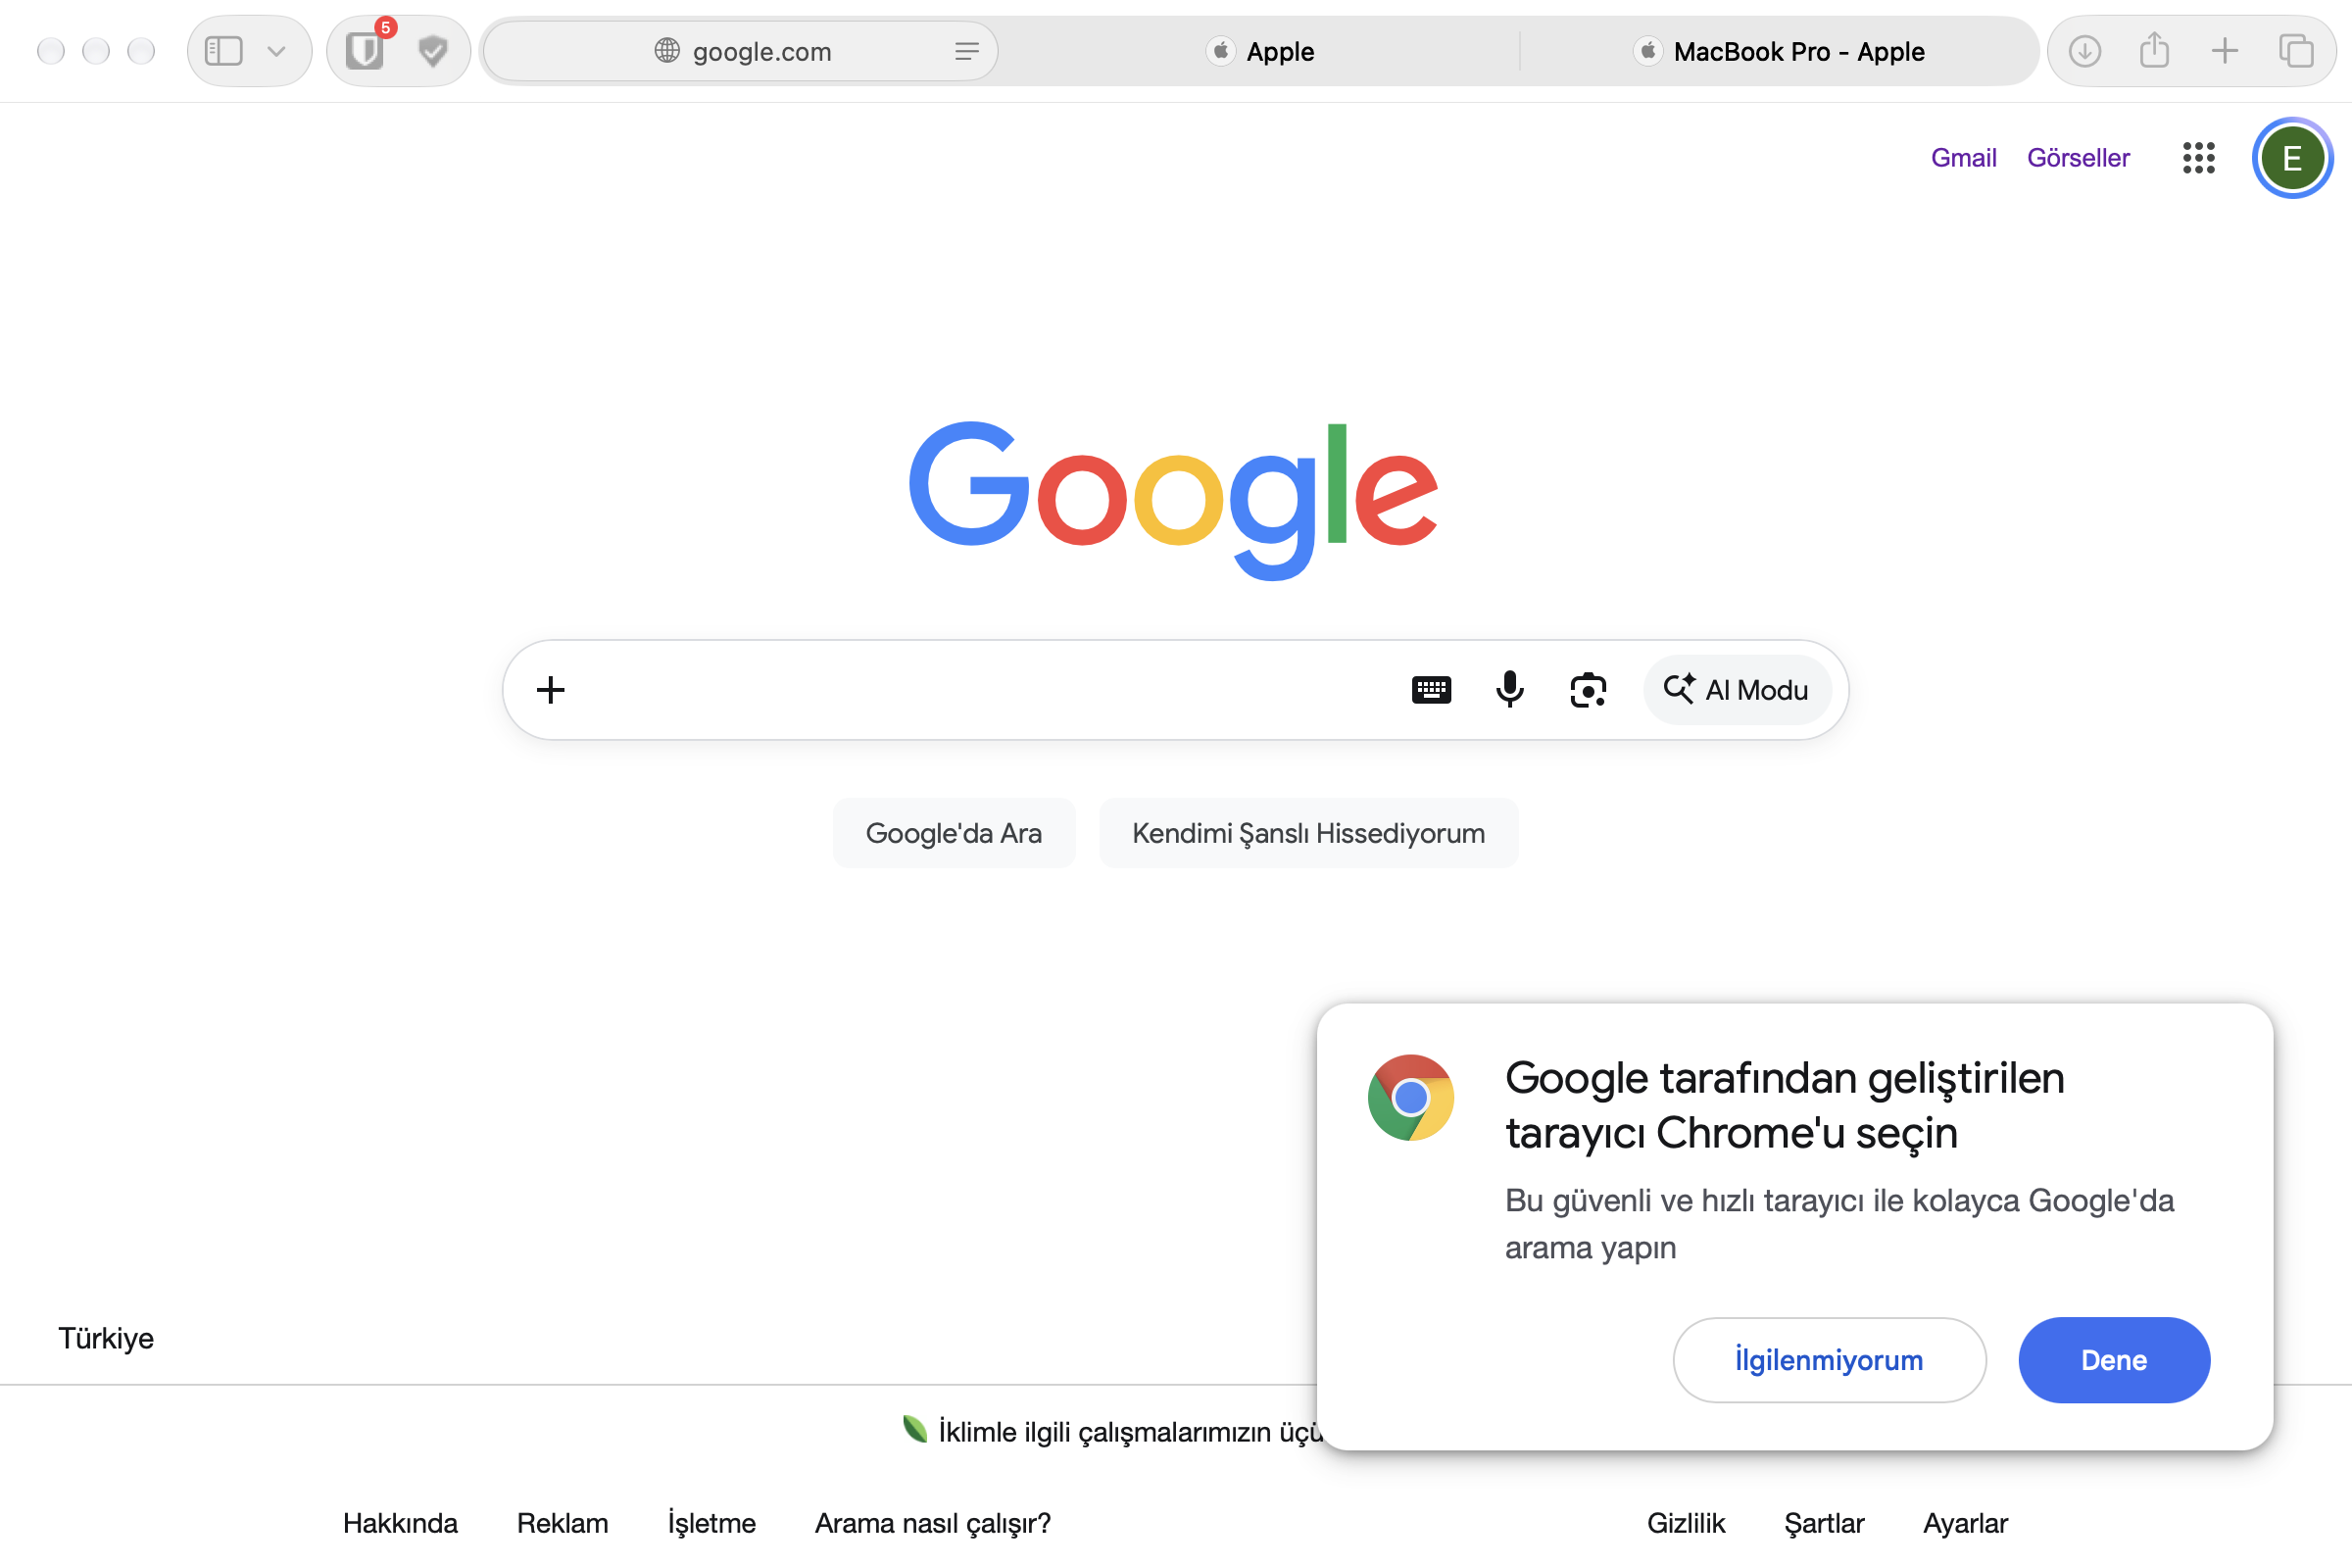 5
google.com
Apple
MacBook Pro - Apple
Gmail
Görseller
E
Google
AI Modu
Google'da Ara
Kendimi Şanslı Hissediyorum
Google tarafından geliştirilen
tarayıcı Chrome'u seçin
Bu güvenli ve hızlı tarayıcı ile kolayca Google'da
arama yapın
İlgilenmiyorum
Dene
Türkiye
İklimle ilgili çalışmalarımızın üçü
Hakkında
Reklam
İşletme
Arama nasıl çalışır?
Gizlilik
Şartlar
Ayarlar